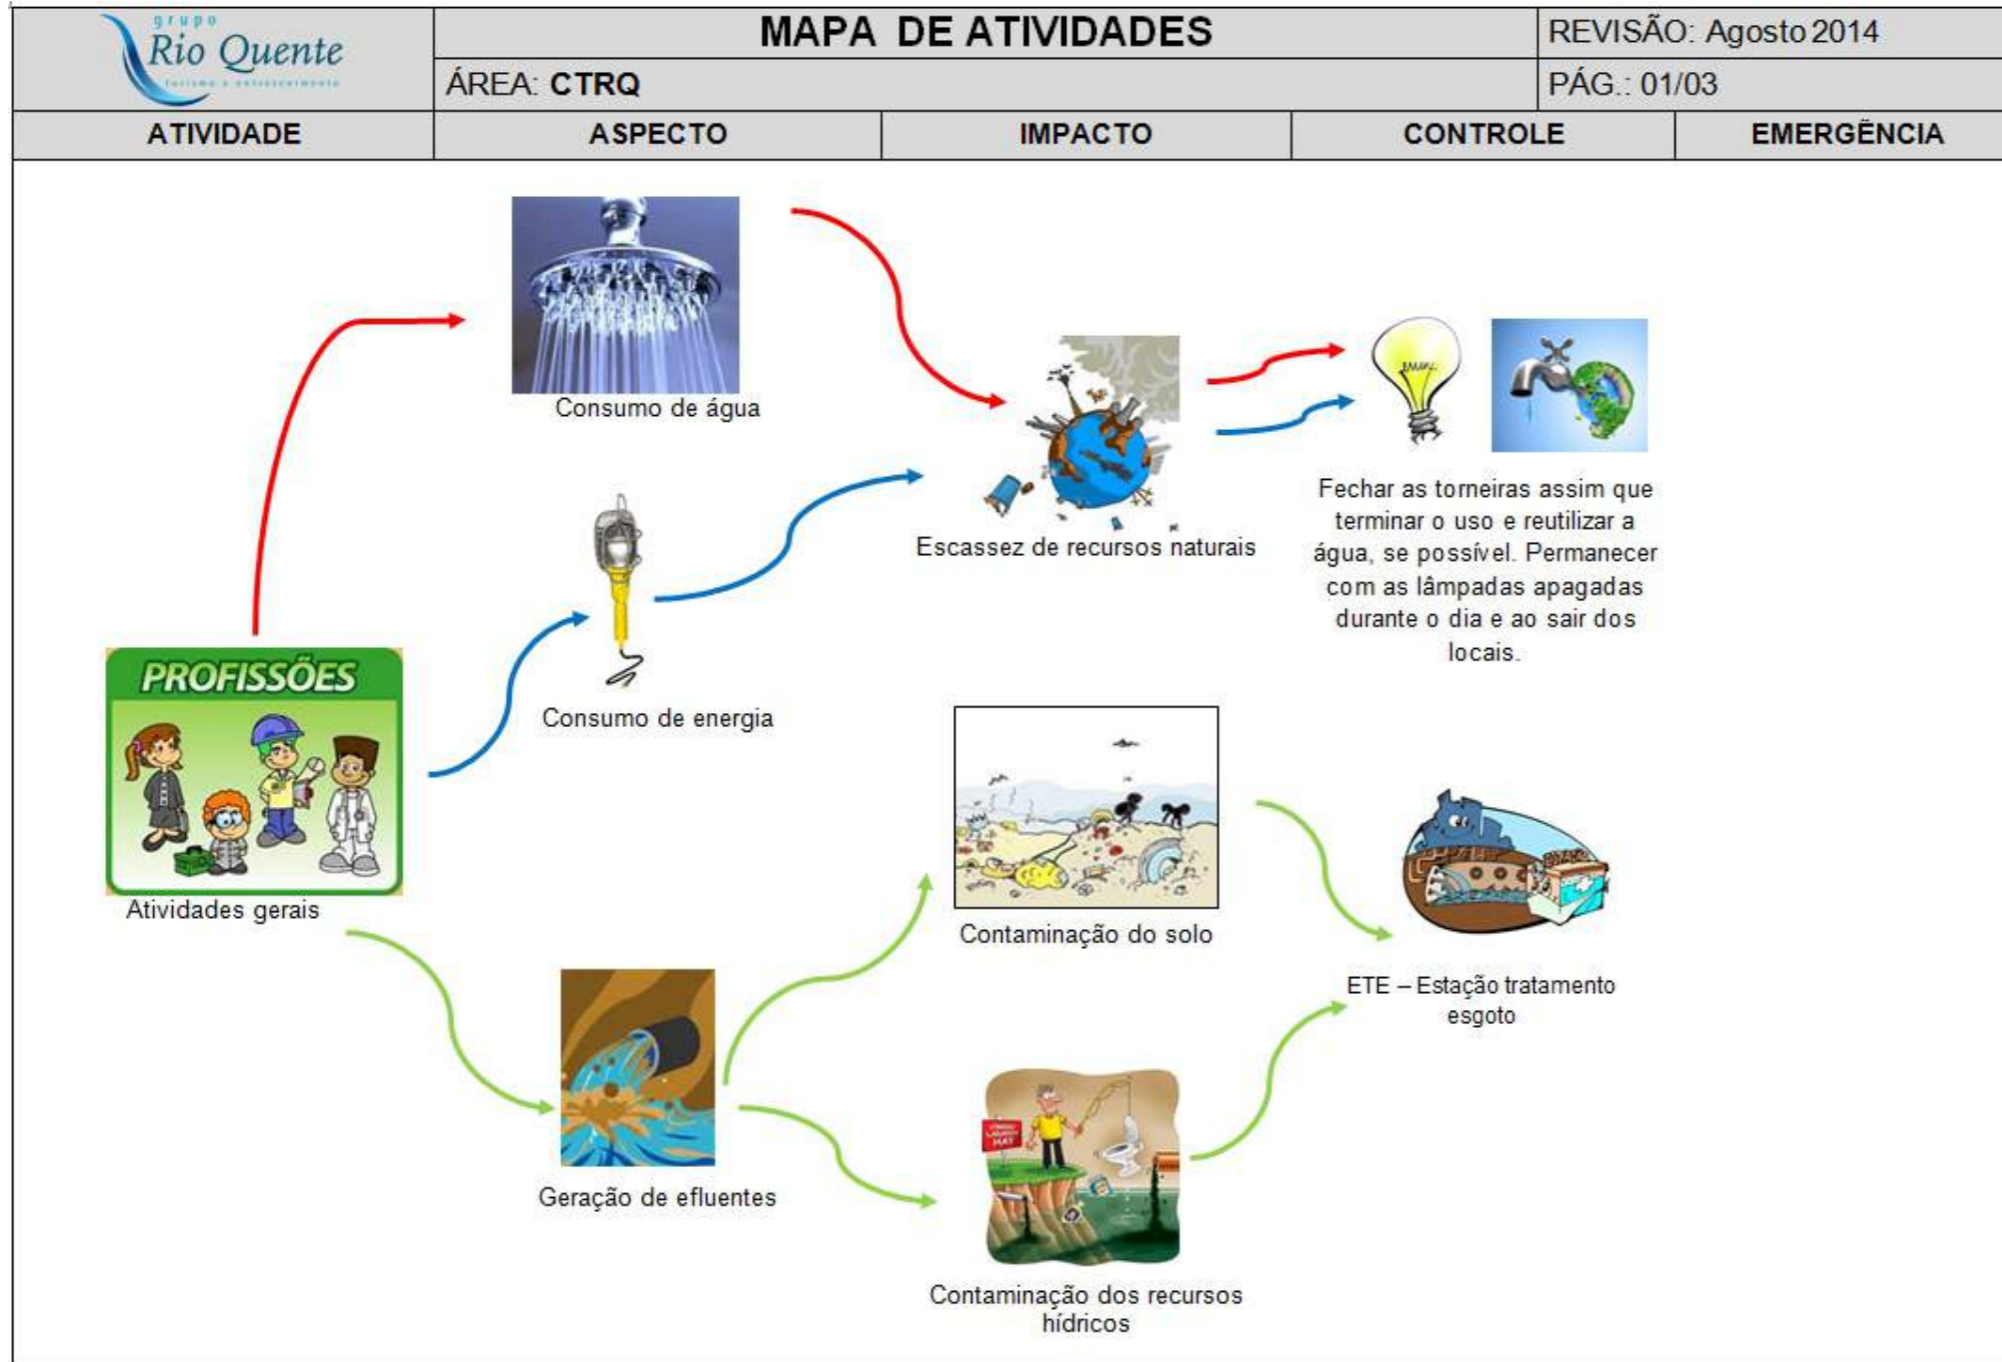 grupo
Rio Quente
turismo e entretenimento
MAPA DE ATIVIDADES
REVISÃO: Agosto 2014
ÁREA: CTRQ
PÁG.: 01/03
ATIVIDADE
ASPECTO
IMPACTO
CONTROLE
EMERGÊNCIA
Consumo de água
Escassez de recursos naturais
Fechar as torneiras assim que
terminar o uso e reutilizar a
água, se possível. Permanecer
com as lâmpadas apagadas
durante o dia e ao sair dos
locais.
PROFISSÕES
Atividades gerais
Consumo de energia
Contaminação do solo
ETE – Estação tratamento
esgoto
Geração de efluentes
Contaminação dos recursos
hídricos